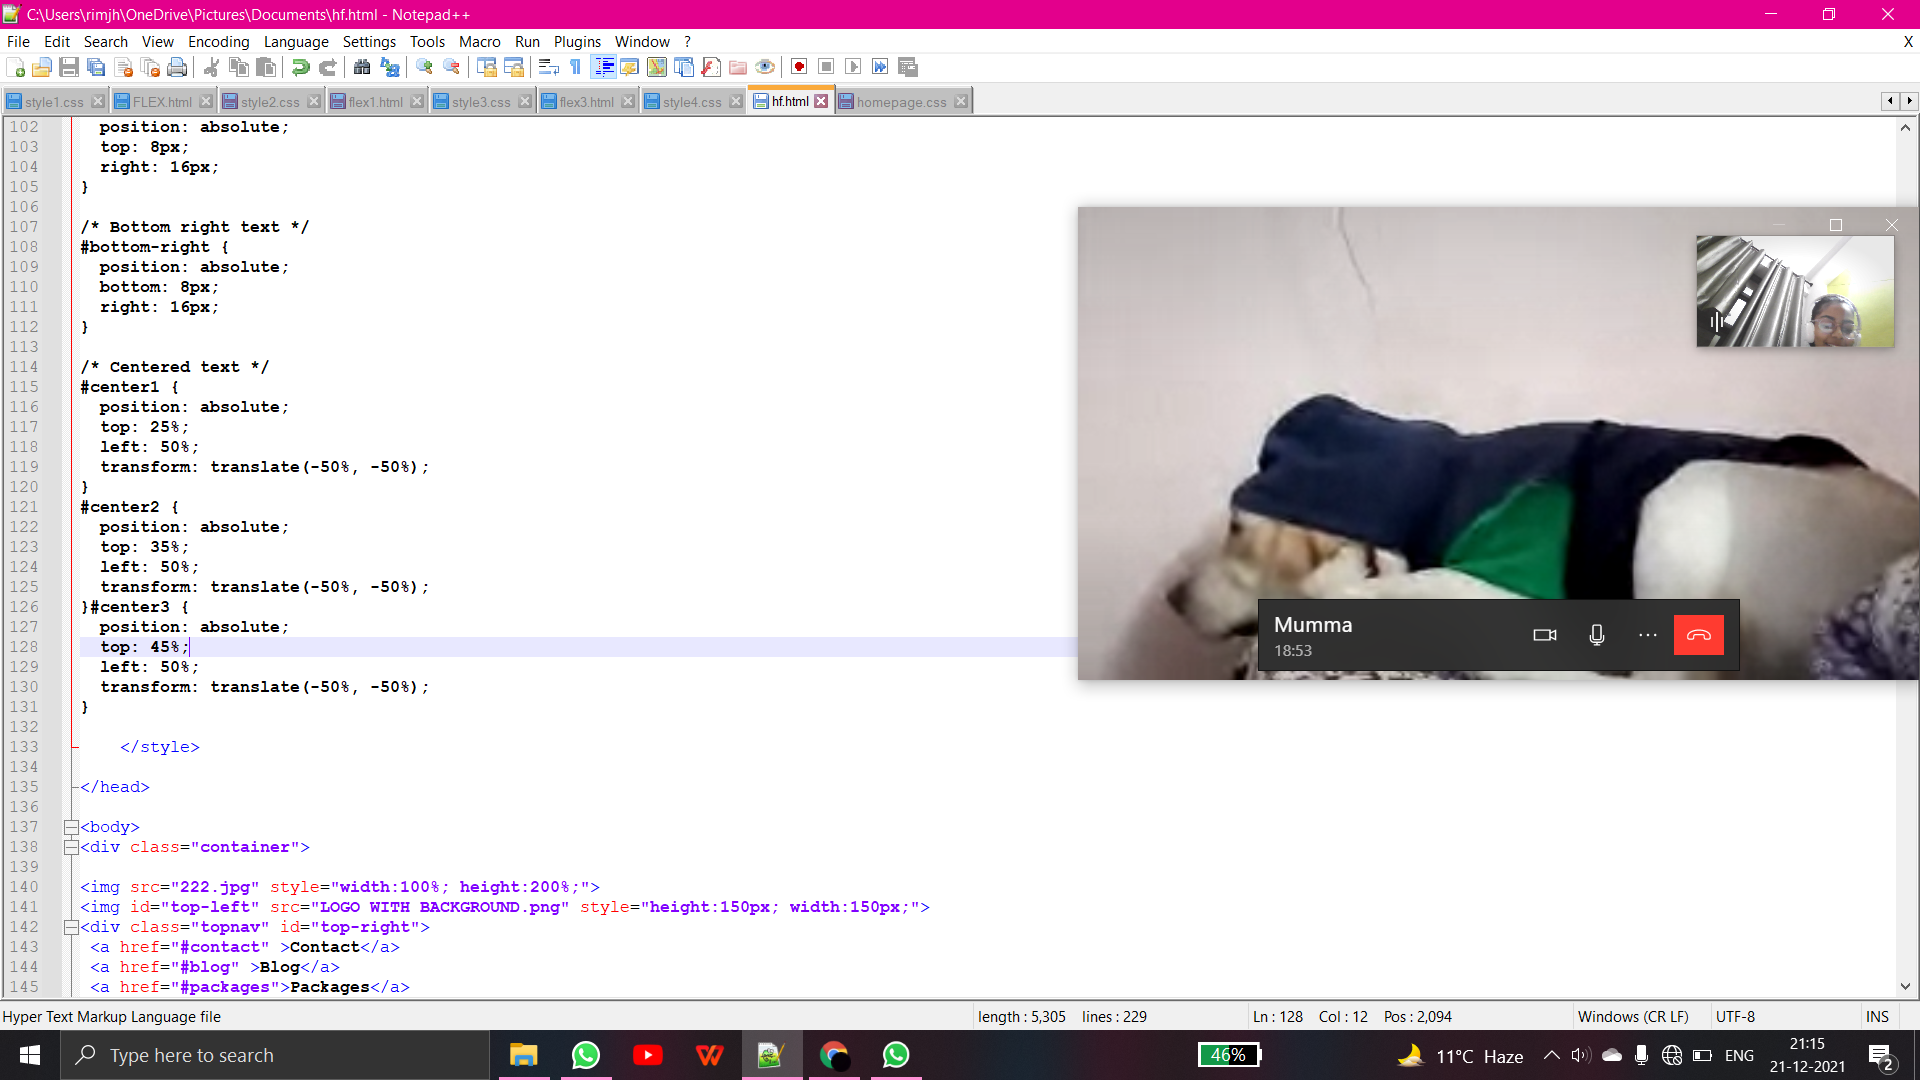 C:\Users\rimjh\OneDrive\Pictures\Documents\hf.html - Notepad++
File Edit Search View Encoding Language Settings Tools Macro Run Plugins Window ? X
style1.css FLEX.html style2.css flex1.html style3.css flex3.html style4.css hf.html homepage.css
102 position: absolute;
103 top: 8px;
104 right: 16px;
105 }
106
107 /* Bottom right text */
108 #bottom-right {
109 position: absolute;
110 bottom: 8px;
111 right: 16px;
112 }
113
114 /* Centered text */
115 #center1 {
116 position: absolute;
117 top: 25%;
118 left: 50%;
119 transform: translate(-50%, -50%);
120 }
121 #center2 {
122 position: absolute;
123 top: 35%;
124 left: 50%;
125 transform: translate(-50%, -50%);
126 }#center3 {
127 position: absolute;
128 top: 45%;
129 left: 50%;
130 transform: translate(-50%, -50%);
131 }
132
133 </style>
134
135 </head>
136
137 <body>
138 <div class="container">
139
140 <img src="222.jpg" style="width:100%; height:200%;">
141 <img id="top-left" src="LOGO WITH BACKGROUND.png" style="height:150px; width:150px;">
142 <div class="topnav" id="top-right">
143 <a href="#contact" >Contact</a>
144 <a href="#blog" >Blog</a>
145 <a href="#packages">Packages</a>
Mumma
18:53
Hyper Text Markup Language file length : 5,305 lines : 229 Ln : 128 Col : 12 Pos : 2,094 Windows (CR LF) UTF-8 INS
Type here to search 46% 11°C Haze ENG 21:15
21-12-2021 2